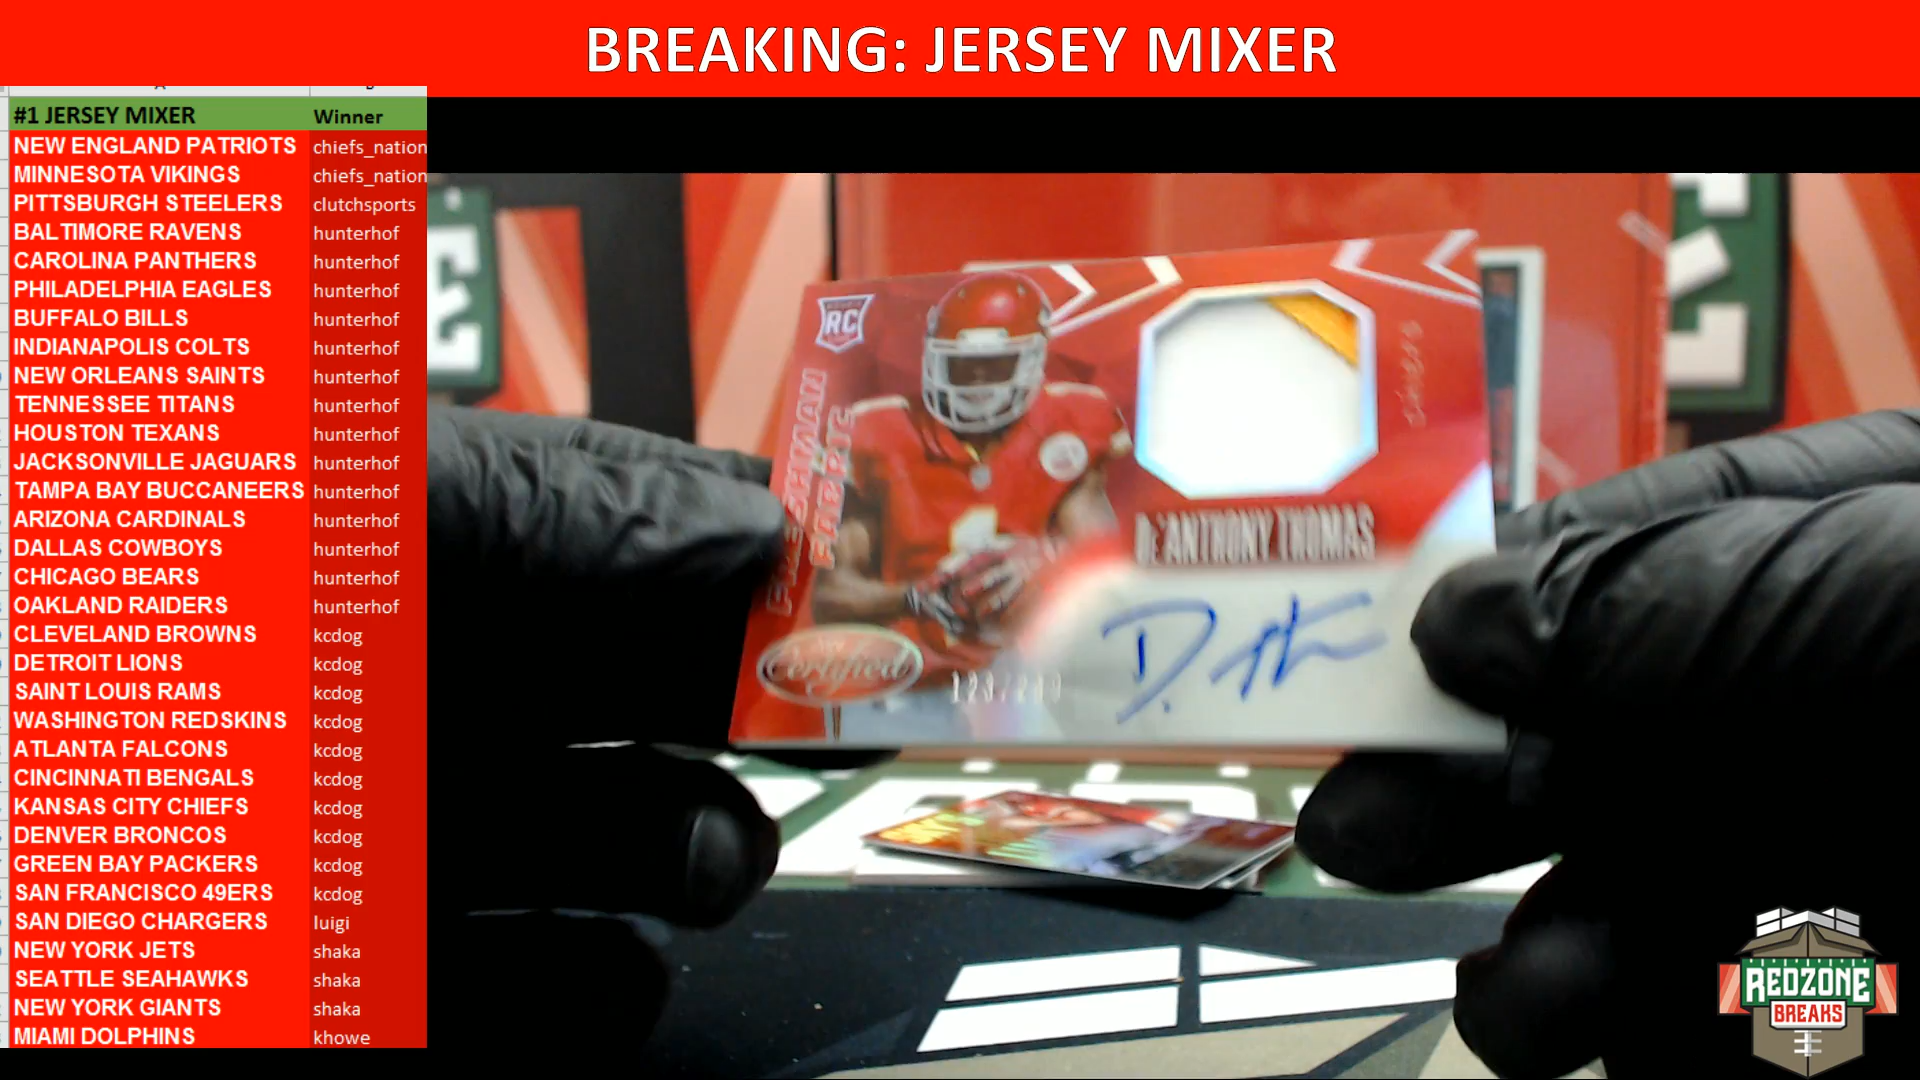 BREAKING: JERSEY MIXER
#1 JERSEY MIXER Winner
NEW ENGLAND PATRIOTS chiefs_nation
MINNESOTA VIKINGS chiefs_nation
PITTSBURGH STEELERS clutchsports
BALTIMORE RAVENS hunterhof
CAROLINA PANTHERS hunterhof
PHILADELPHIA EAGLES hunterhof
BUFFALO BILLS hunterhof
INDIANAPOLIS COLTS hunterhof
NEW ORLEANS SAINTS hunterhof
TENNESSEE TITANS hunterhof
HOUSTON TEXANS hunterhof
JACKSONVILLE JAGUARS hunterhof
TAMPA BAY BUCCANEERS hunterhof
ARIZONA CARDINALS hunterhof
DALLAS COWBOYS hunterhof
CHICAGO BEARS hunterhof
OAKLAND RAIDERS hunterhof
CLEVELAND BROWNS kcdog
DETROIT LIONS kcdog
SAINT LOUIS RAMS kcdog
WASHINGTON REDSKINS kcdog
ATLANTA FALCONS kcdog
CINCINNATI BENGALS kcdog
KANSAS CITY CHIEFS kcdog
DENVER BRONCOS kcdog
GREEN BAY PACKERS kcdog
SAN FRANCISCO 49ERS kcdog
SAN DIEGO CHARGERS luigi
NEW YORK JETS shaka
SEATTLE SEAHAWKS shaka
NEW YORK GIANTS shaka
MIAMI DOLPHINS khowe
RC
FRESHMAN
FABRIC
DE'ANTHONY THOMAS
Certified
REDZONE
BREAKS